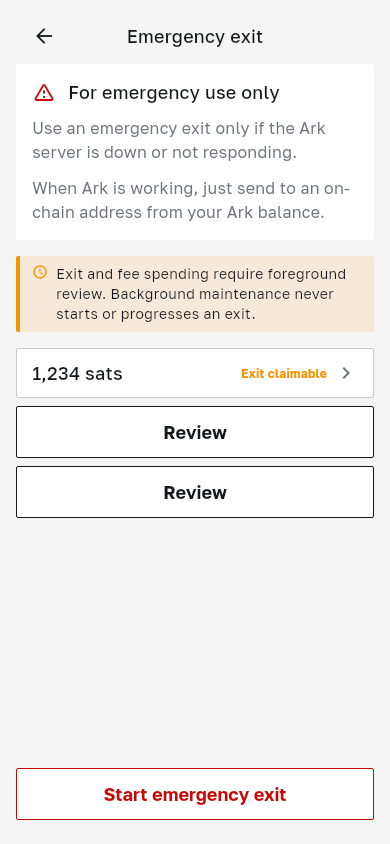 Emergency exit
For emergency use only
Use an emergency exit only if the Ark
server is down or not responding.
When Ark is working, just send to an on-
chain address from your Ark balance.
Exit and fee spending require foreground
review. Background maintenance never
starts or progresses an exit.
1,234 sats Exit claimable
Review
Review
Start emergency exit